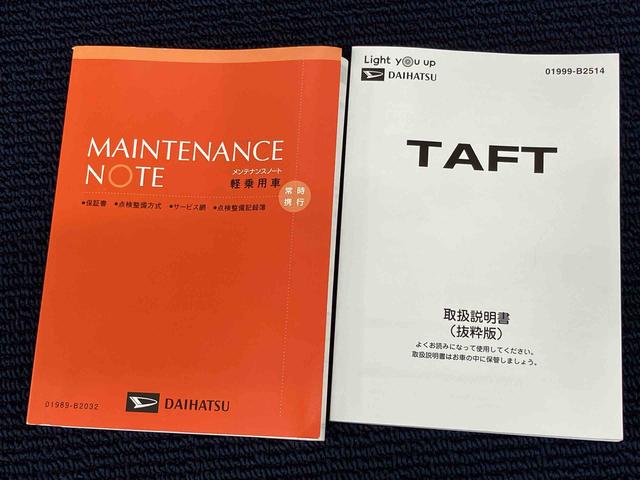 MAINTENANCE
NOTE
メンテナンスノート
軽乗用車
常時
携行
●保証書 ●点検整備方式 ●サービス網 ●点検整備記録簿
01989-B2032
DAIHATSU
Light you up
DAIHATSU
01999-B2514
TAFT
取扱説明書
（抜粋版）
よくお読みになって使用してください。
取扱説明書はお車の中に保管しましょう。